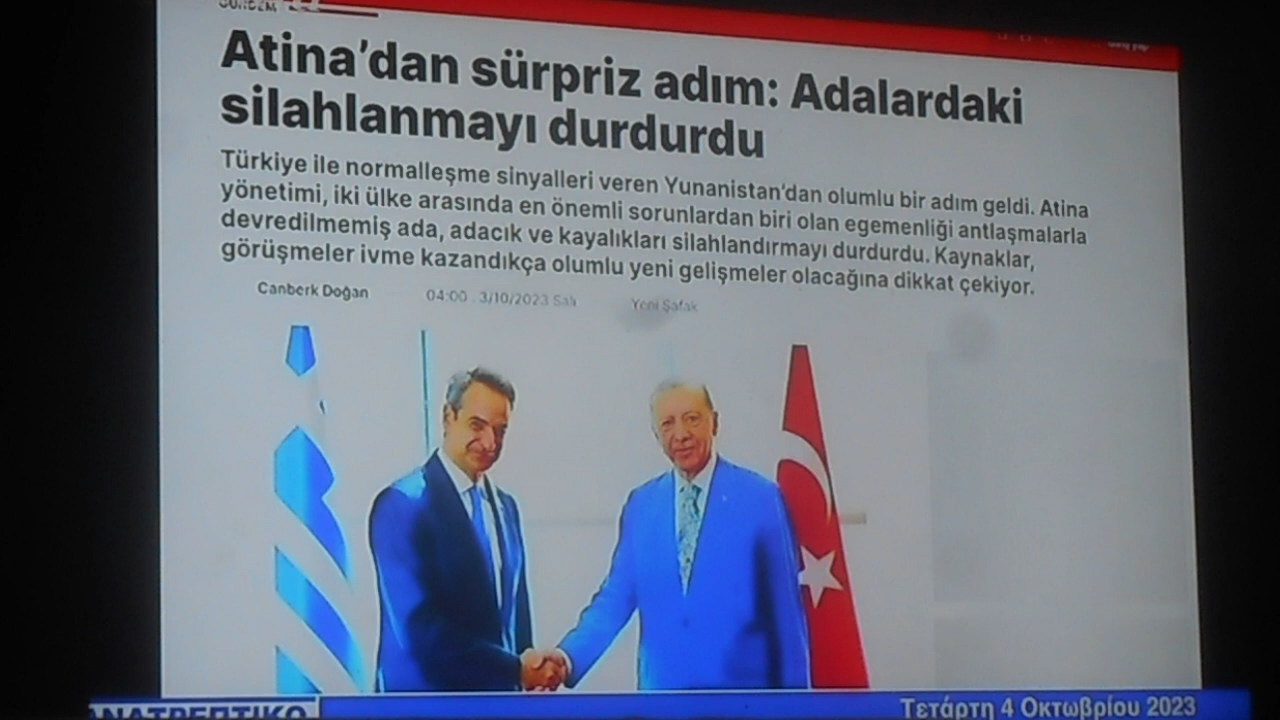 GÜNDEM
Atina'dan sürpriz adım: Adalardaki
silahlanmayı durdurdu
Türkiye ile normalleşme sinyalleri veren Yunanistan'dan olumlu bir adım geldi. Atina
yönetimi, iki ülke arasında en önemli sorunlardan biri olan egemenliği antlaşmalarla
devredilmemiş ada, adacık ve kayalıkları silahlandırmayı durdurdu. Kaynaklar,
görüşmeler ivme kazandıkça olumlu yeni gelişmeler olacağına dikkat çekiyor.
Canberk Doğan 04:00 . 3/10/2023 Salı Yeni Şafak
ΑΝΑΤΡΕΠΤΙΚΟ Τετάρτη 4 Οκτωβρίου 2023